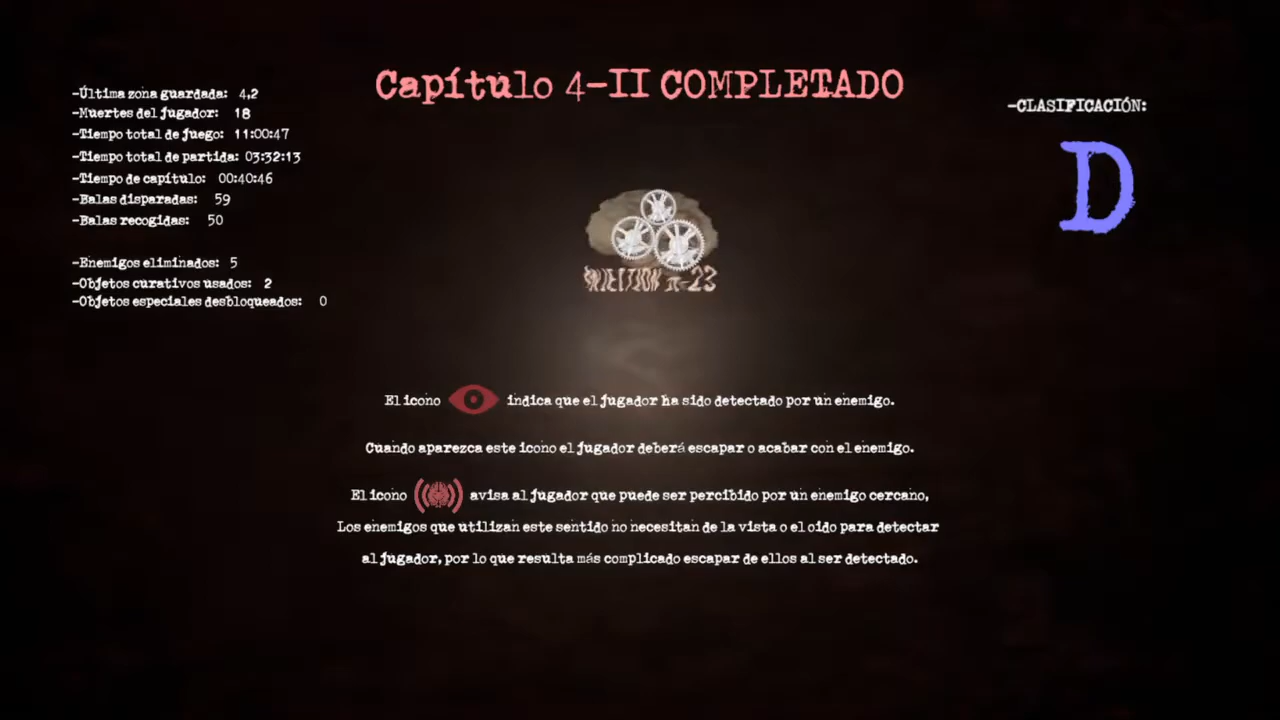 Capítulo 4-II COMPLETADO
-Última zona guardada: 4,2
-Muertes del jugador: 18
-Tiempo total de juego: 11:00:47
-Tiempo total de partida: 03:32:13
-Tiempo de capítulo: 00:40:46
-Balas disparadas: 59
-Balas recogidas: 50
-Enemigos eliminados: 5
-Objetos curativos usados: 2
-Objetos especiales desbloqueados: 0
-CLASIFICACIÓN:
D
INJECTION π-23
El icono indica que el jugador ha sido detectado por un enemigo.
Cuando aparezca este icono el jugador deberá escapar o acabar con el enemigo.
El icono avisa al jugador que puede ser percibido por un enemigo cercano,
Los enemigos que utilizan este sentido no necesitan de la vista o el oido para detectar
al jugador, por lo que resulta más complicado escapar de ellos al ser detectado.